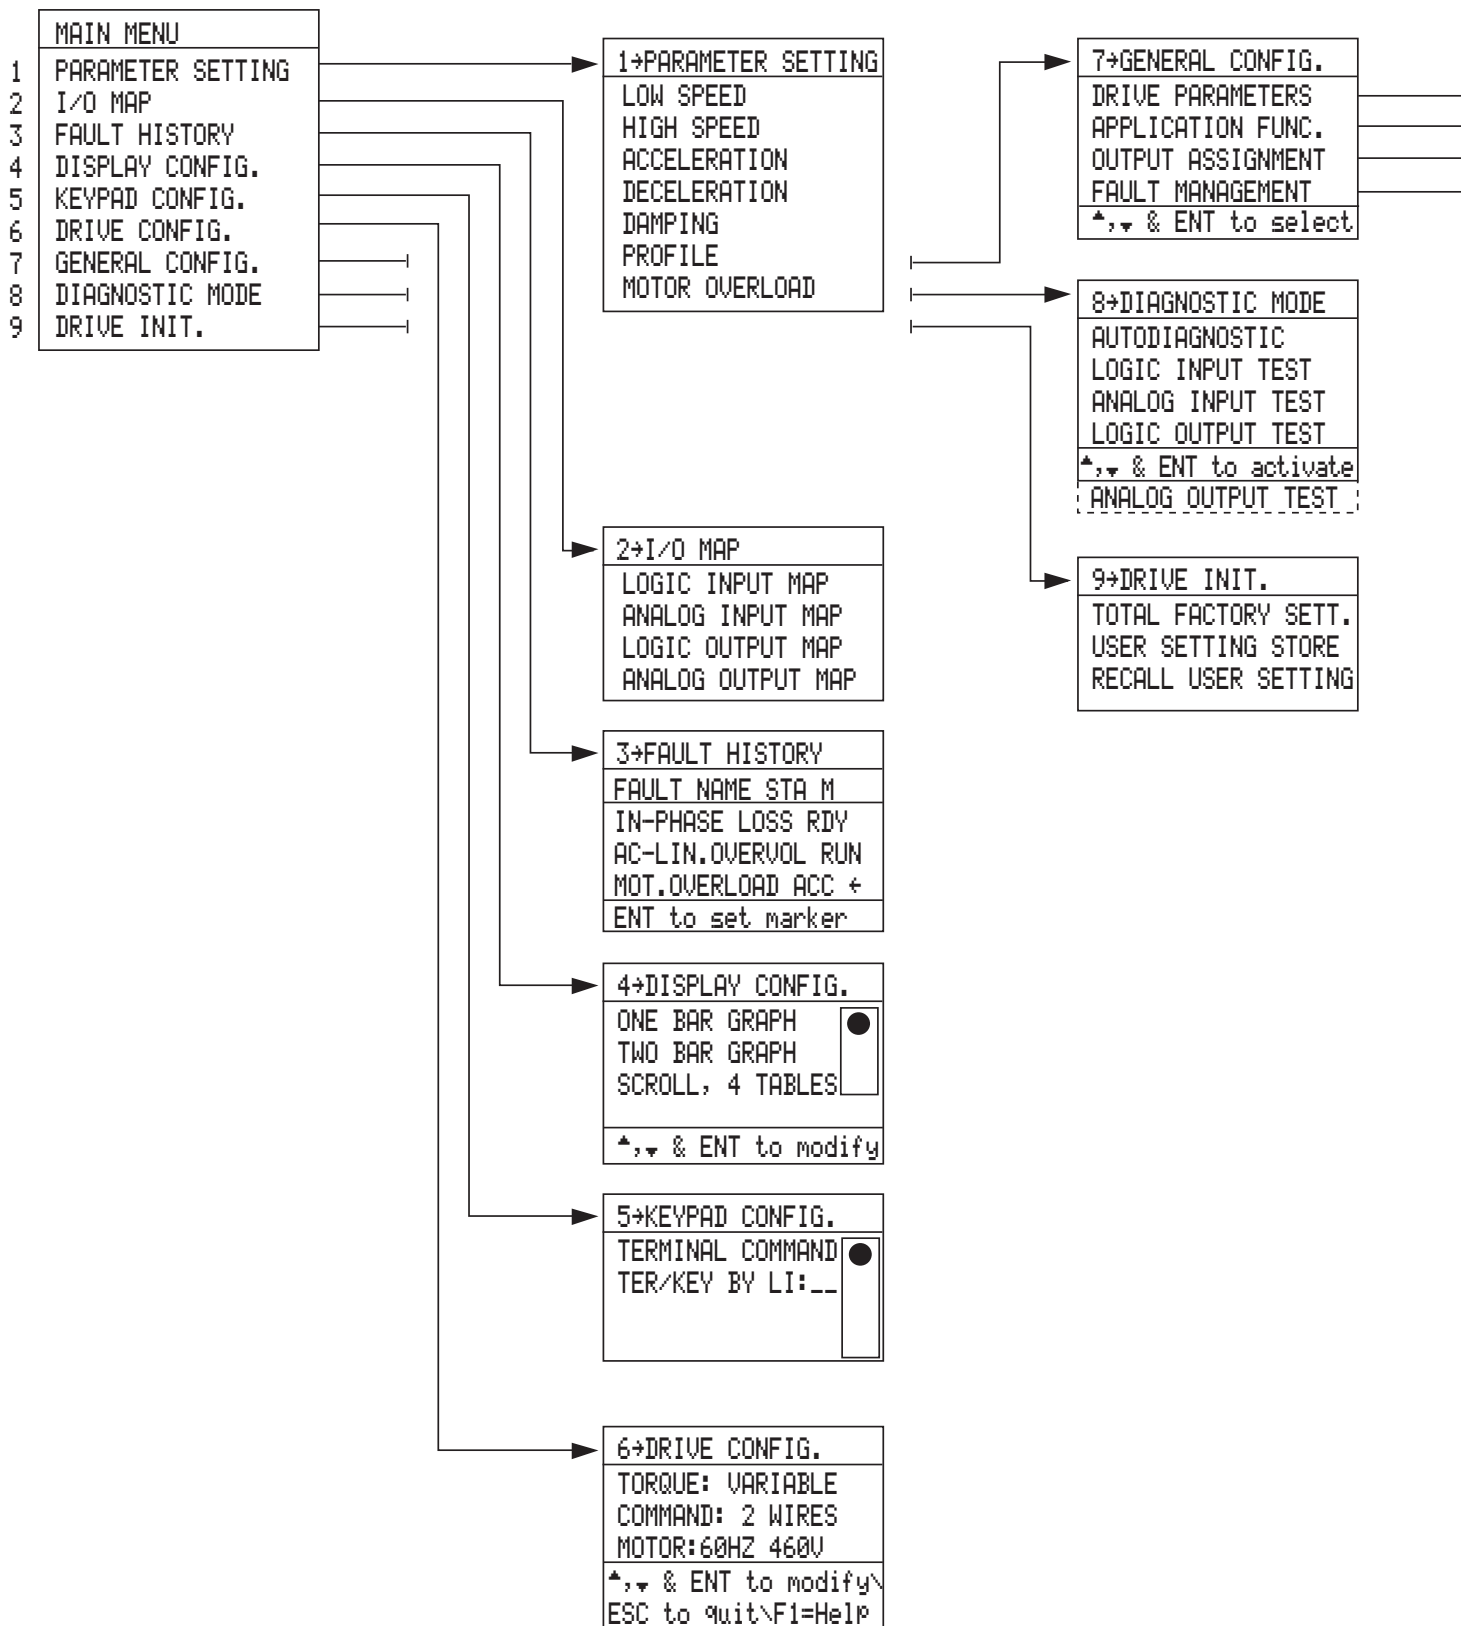 MAIN MENU
1 PARAMETER SETTING
2 I/O MAP
3 FAULT HISTORY
4 DISPLAY CONFIG.
5 KEYPAD CONFIG.
6 DRIVE CONFIG.
7 GENERAL CONFIG.
8 DIAGNOSTIC MODE
9 DRIVE INIT.
1→PARAMETER SETTING
LOW SPEED
HIGH SPEED
ACCELERATION
DECELERATION
DAMPING
PROFILE
MOTOR OVERLOAD
2→I/O MAP
LOGIC INPUT MAP
ANALOG INPUT MAP
LOGIC OUTPUT MAP
ANALOG OUTPUT MAP
3→FAULT HISTORY
FAULT NAME STA M
IN-PHASE LOSS RDY
AC-LIN.OVERVOL RUN
MOT.OVERLOAD ACC ←
ENT to set marker
4→DISPLAY CONFIG.
ONE BAR GRAPH
TWO BAR GRAPH
SCROLL, 4 TABLES
▲,▼ & ENT to modify
5→KEYPAD CONFIG.
TERMINAL COMMAND
TER/KEY BY LI:__
6→DRIVE CONFIG.
TORQUE: VARIABLE
COMMAND: 2 WIRES
MOTOR:60HZ 460V
▲,▼ & ENT to modify\
ESC to quit\F1=Help
7→GENERAL CONFIG.
DRIVE PARAMETERS
APPLICATION FUNC.
OUTPUT ASSIGNMENT
FAULT MANAGEMENT
▲,▼ & ENT to select
8→DIAGNOSTIC MODE
AUTODIAGNOSTIC
LOGIC INPUT TEST
ANALOG INPUT TEST
LOGIC OUTPUT TEST
▲,▼ & ENT to activate
ANALOG OUTPUT TEST
9→DRIVE INIT.
TOTAL FACTORY SETT.
USER SETTING STORE
RECALL USER SETTING